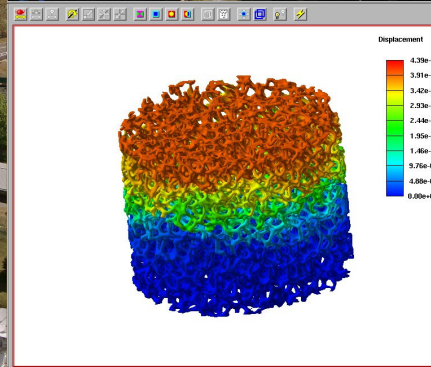 Displacement
4.39e-
3.91e-
3.42e-
2.93e-
2.44e-
1.95e-
1.46e-
9.76e-
4.88e-
0.00e+